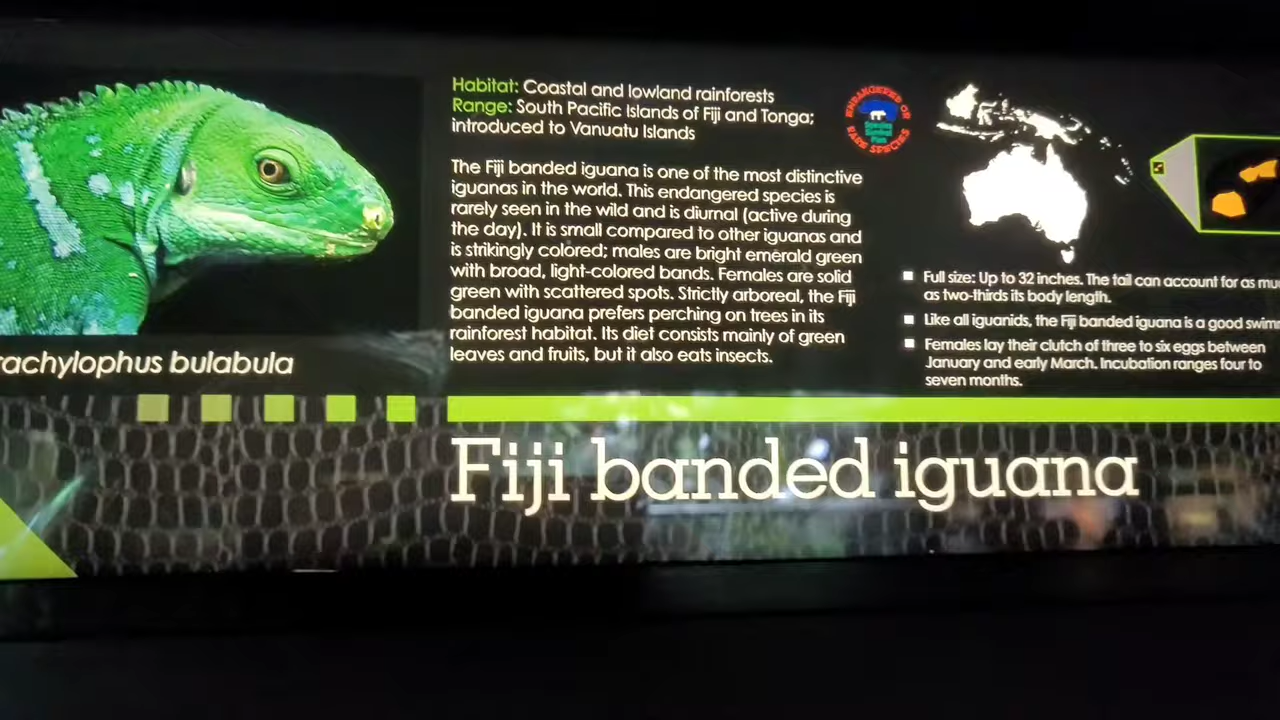 Habitat: Coastal and lowland rainforests
Range: South Pacific Islands of Fiji and Tonga;
introduced to Vanuatu Islands
The Fiji banded iguana is one of the most distinctive
iguanas in the world. This endangered species is
rarely seen in the wild and is diurnal (active during
the day). It is small compared to other iguanas and
is strikingly colored; males are bright emerald green
with broad, light-colored bands. Females are solid
green with scattered spots. Strictly arboreal, the Fiji
banded iguana prefers perching on trees in its
rainforest habitat. Its diet consists mainly of green
leaves and fruits, but it also eats insects.
ENDANGERED OR
RARE SPECIES
Species
Survival
Plan
Full size: Up to 32 inches. The tail can account for as mu
as two-thirds its body length.
Like all iguanids, the Fiji banded iguana is a good swim
Females lay their clutch of three to six eggs between
January and early March. Incubation ranges four to
seven months.
rachylophus bulabula
Fiji banded iguana